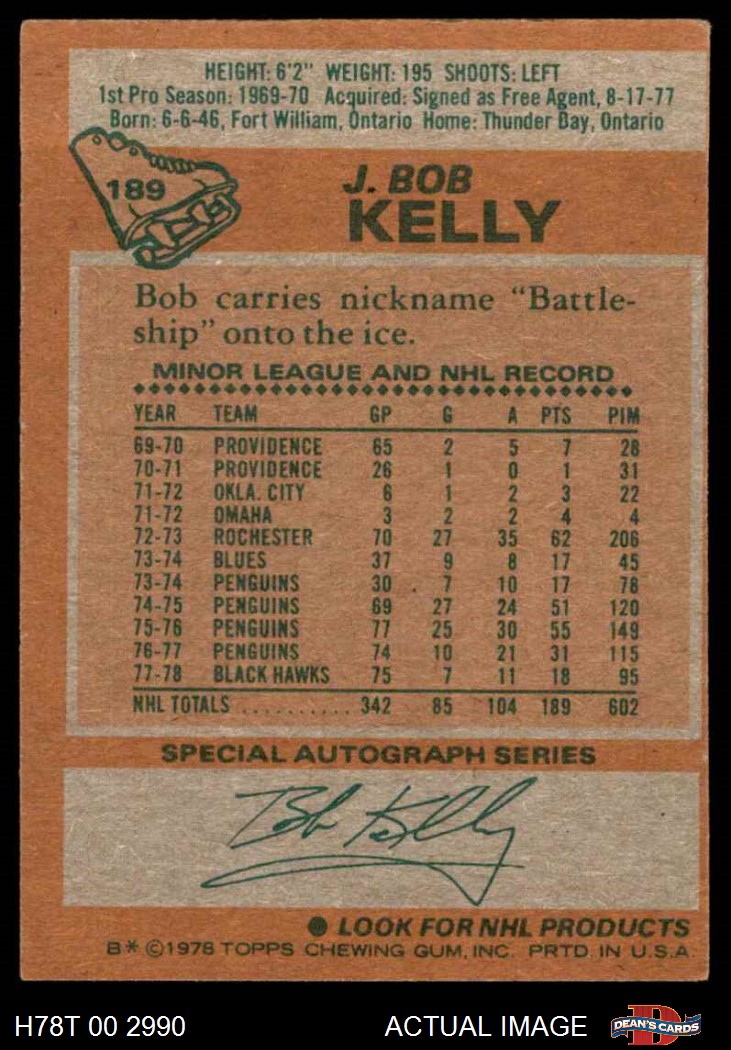 HEIGHT: 6'2" WEIGHT: 195 SHOOTS: LEFT
1st Pro Season: 1969-70 Acquired: Signed as Free Agent, 8-17-77
Born: 6-6-46, Fort William, Ontario Home: Thunder Bay, Ontario
189
J. BOB
KELLY
Bob carries nickname "Battle-
ship" onto the ice.
MINOR LEAGUE AND NHL RECORD
YEAR TEAM GP G A PTS PIM
69-70 PROVIDENCE 65 2 5 7 28
70-71 PROVIDENCE 26 1 0 1 31
71-72 OKLA. CITY 6 1 2 3 22
71-72 OMAHA 3 2 2 4 4
72-73 ROCHESTER 70 27 35 62 206
73-74 BLUES 37 9 8 17 45
73-74 PENGUINS 30 7 10 17 78
74-75 PENGUINS 69 27 24 51 120
75-76 PENGUINS 77 25 30 55 149
76-77 PENGUINS 74 10 21 31 115
77-78 BLACK HAWKS 75 7 11 18 95
NHL TOTALS .......... 342 85 104 189 602
SPECIAL AUTOGRAPH SERIES
Bob Kelly
● LOOK FOR NHL PRODUCTS
B* ©1978 TOPPS CHEWING GUM, INC. PRTD. IN U.S.A.
H78T 00 2990 ACTUAL IMAGE D DEAN'S CARDS